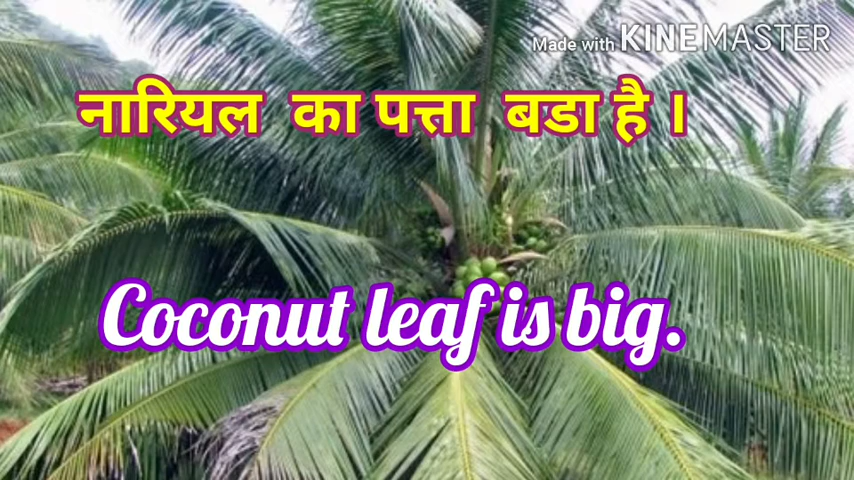 Made with KINEMASTER
नारियल का पत्ता बडा है ।
Coconut leaf is big.